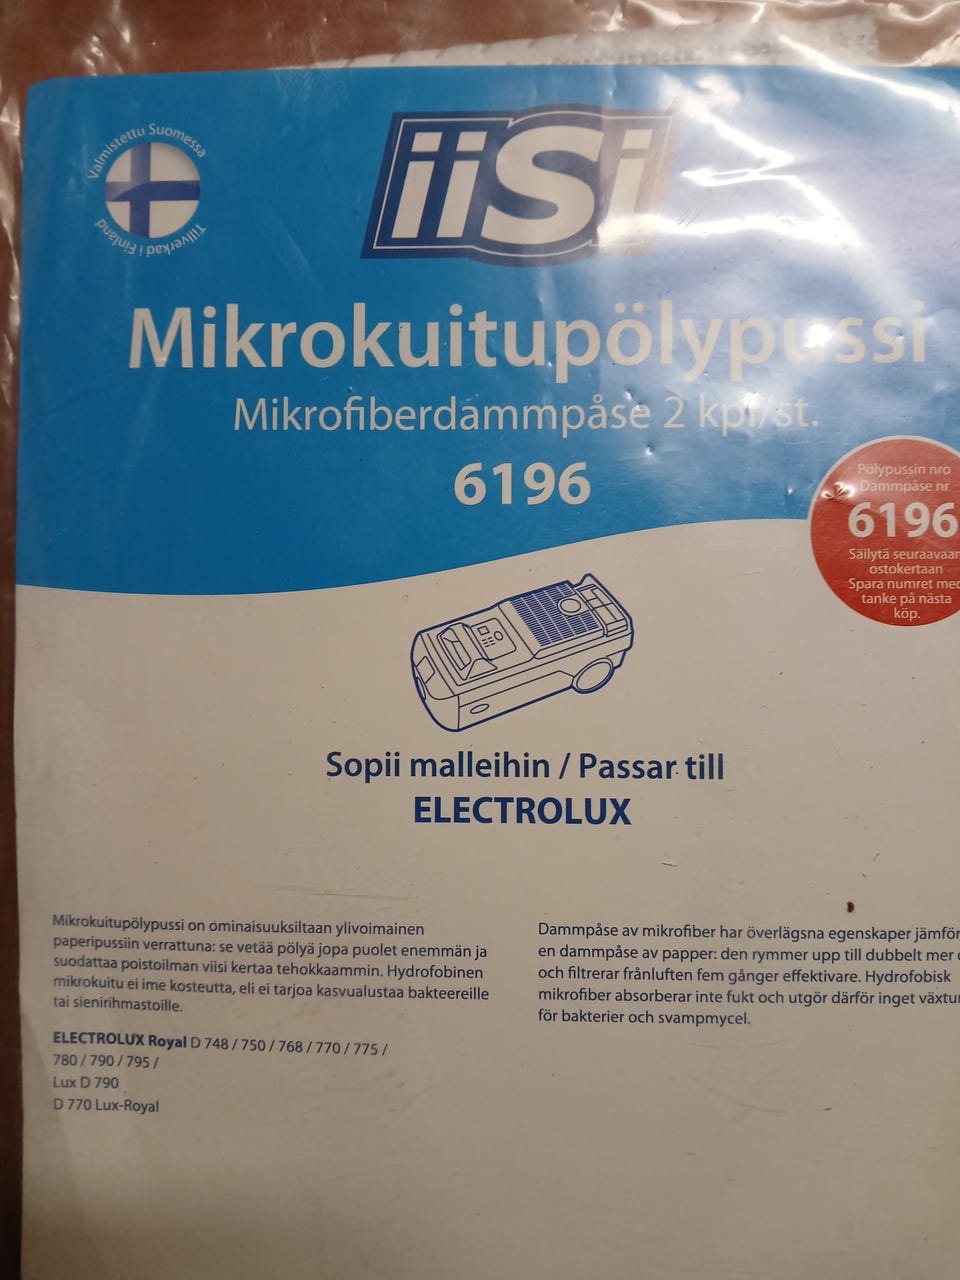 Valmistettu Suomessa
Tillverkad i Finland
iiSi
Mikrokuitupölypussi
Mikrofiberdammpåse 2 kpl/st.
6196
Pölypussin nro
Dammpåse nr
6196
Säilytä seuraavaan
ostokertaan
Spara numret med
tanke på nästa
köp.
Sopii malleihin / Passar till
ELECTROLUX
Mikrokuitupölypussi on ominaisuuksiltaan ylivoimainen
paperipussiin verrattuna: se vetää pölyä jopa puolet enemmän ja
suodattaa poistoilman viisi kertaa tehokkaammin. Hydrofobinen
mikrokuitu ei ime kosteutta, eli ei tarjoa kasvualustaa bakteereille
tai sienirihmastoille.
ELECTROLUX Royal D 748 / 750 / 768 / 770 / 775 /
780 / 790 / 795 /
Lux D 790
D 770 Lux-Royal
Dammpåse av mikrofiber har överlägsna egenskaper jämför
en dammpåse av papper: den rymmer upp till dubbelt mer
och filtrerar frånluften fem gånger effektivare. Hydrofobisk
mikrofiber absorberar inte fukt och utgör därför inget växtu
för bakterier och svampmycel.